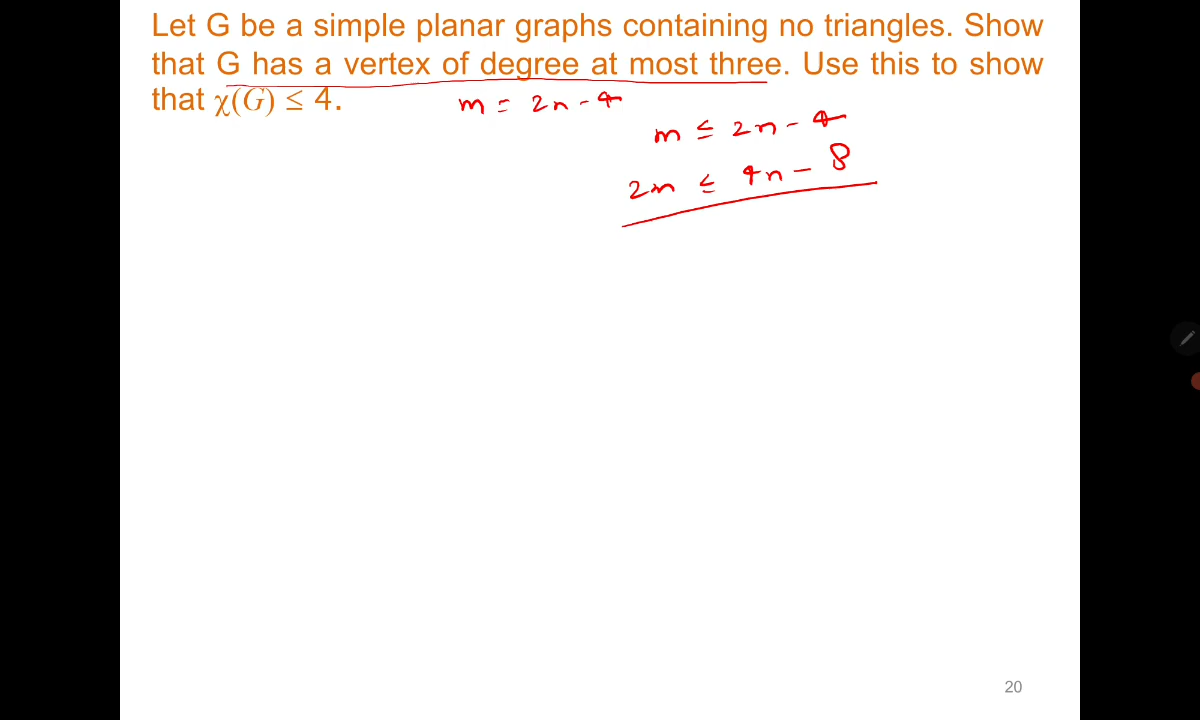 Let G be a simple planar graphs containing no triangles. Show
that G has a vertex of degree at most three. Use this to show
that χ(G) ≤ 4.
m = 2n - 4
m ≤ 2n - 4
2m ≤ 4n - 8
20